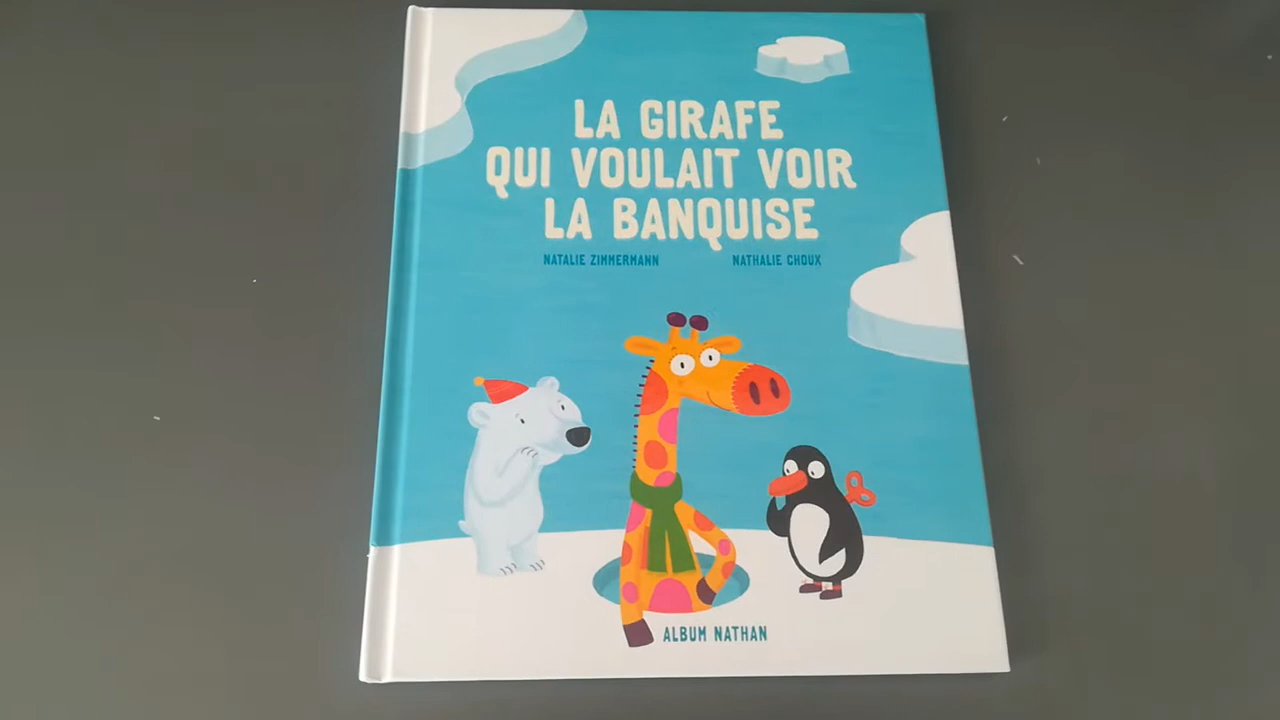 LA GIRAFE
QUI VOULAIT VOIR
LA BANQUISE
NATALIE ZIMMERMANN NATHALIE CHOUX
ALBUM NATHAN